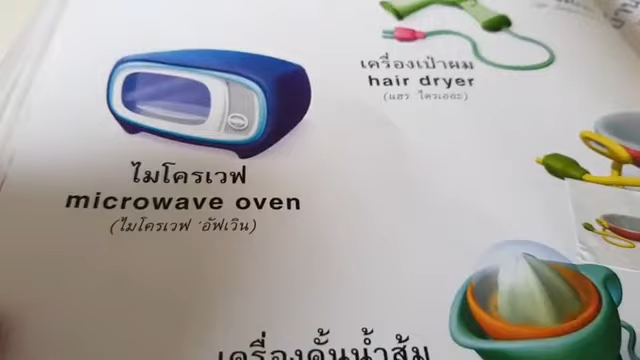 เครื่องเป่าผม
hair dryer
(แฮร ไดรเออะ)
ไมโครเวฟ
microwave oven
(ไมโครเวฟ ´อัฟเวิน)
เครื่องคั้นน้ำส้ม